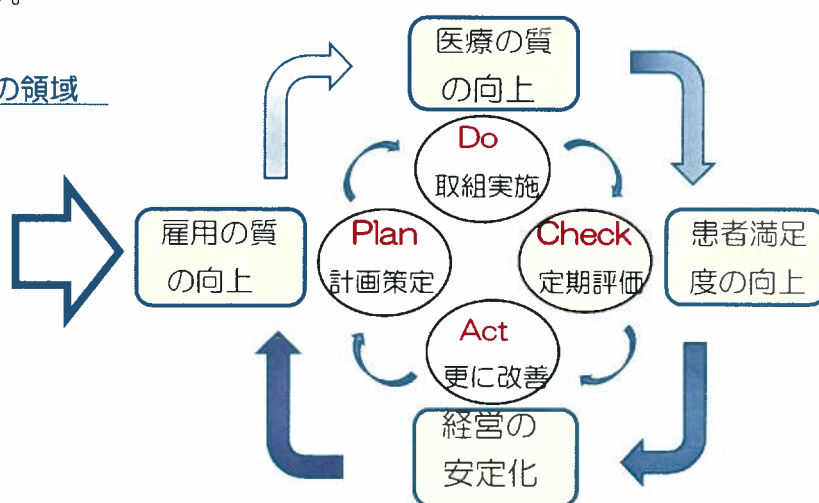 。
の領域
医療の質
の向上
Do
取組実施
雇用の質
の向上
Plan
計画策定
Check
定期評価
患者満足
度の向上
Act
更に改善
経営の
安定化